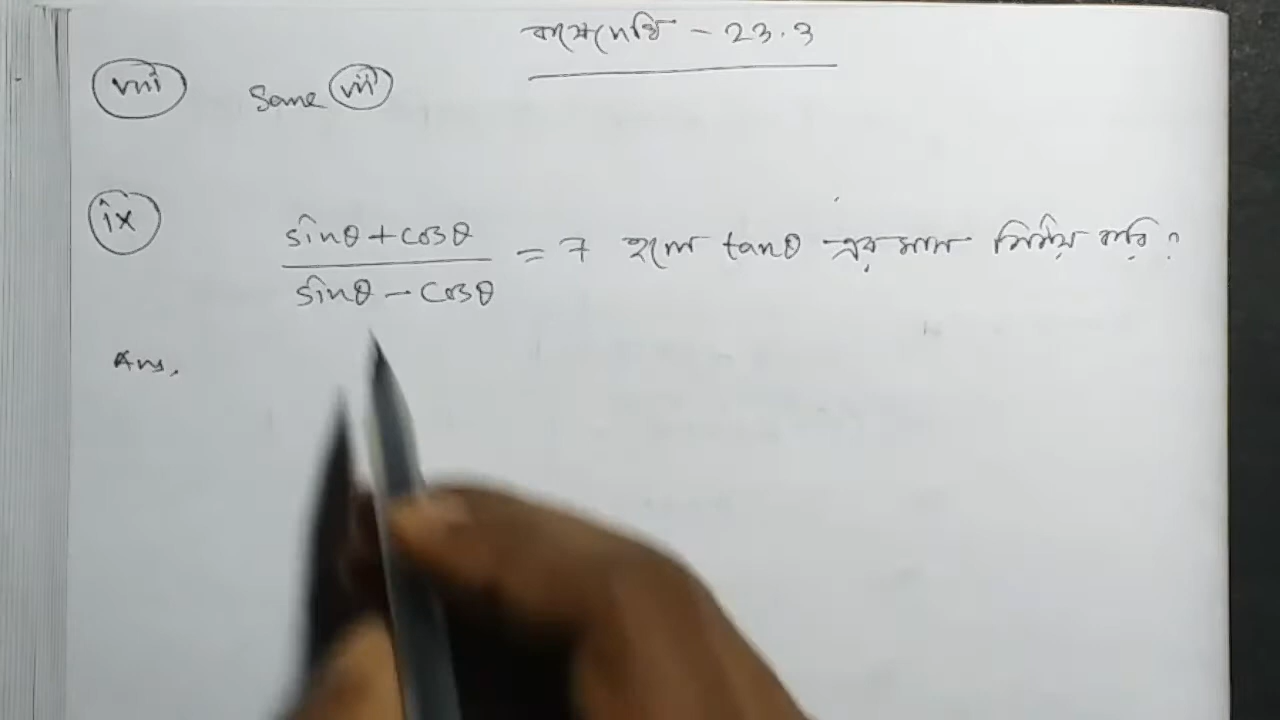 কষে দেখি - 23.3
viii Same vii
ix sinθ + cosθ / sinθ - cosθ = 7 হলে tanθ এর মান নির্ণয় করি?
Ans.